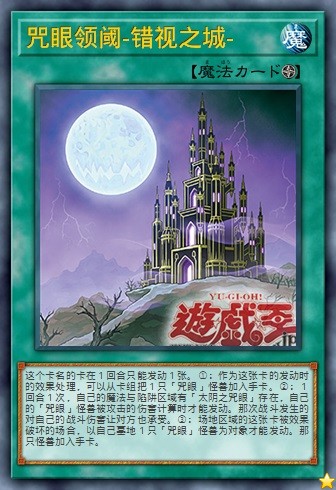 咒眼领阈-错视之城-
魔
【魔法カード】
YU-GI-OH!
遊戯王
这个卡名的卡在1回合只能发动1张。①：作为这张卡的发动时
的效果处理，可以从卡组把1只「咒眼」怪兽加入手卡。②：1
回合1次，自己的魔法与陷阱区域有「太阴之咒眼」存在，自己
的「咒眼」怪兽被攻击的伤害计算时才能发动。那次战斗发生的
对自己的战斗伤害让对方也承受。③：场地区域的这张卡被效果
破坏的场合，以自己墓地1只「咒眼」怪兽为对象才能发动。那
只怪兽加入手卡。